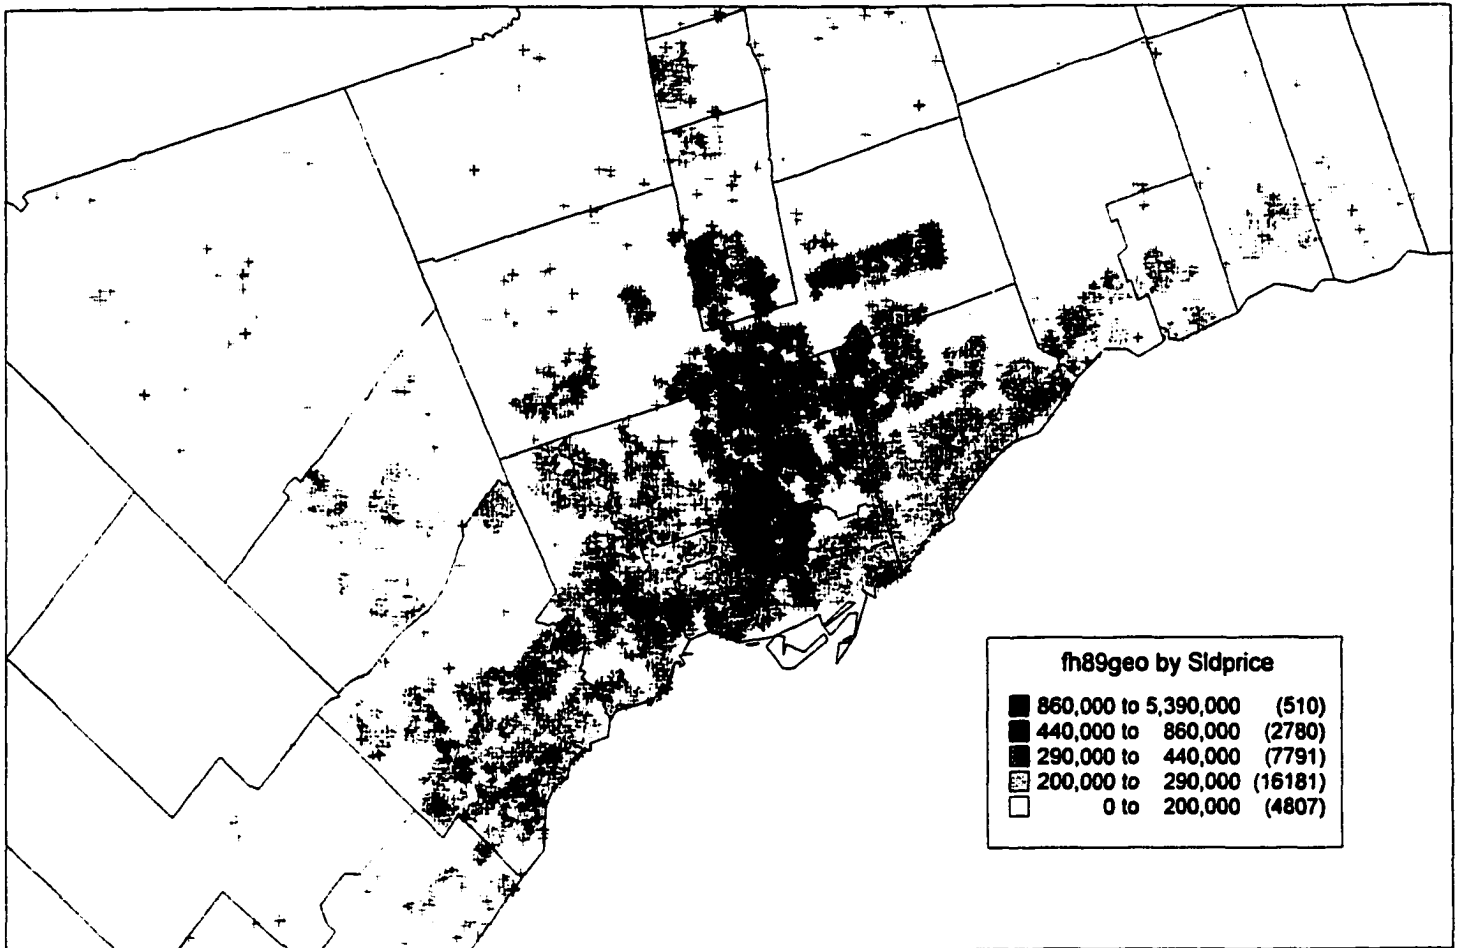 fh89geo by Sldprice
860,000 to 5,390,000 (510)
440,000 to 860,000 (2780)
290,000 to 440,000 (7791)
200,000 to 290,000 (16181)
0 to 200,000 (4807)